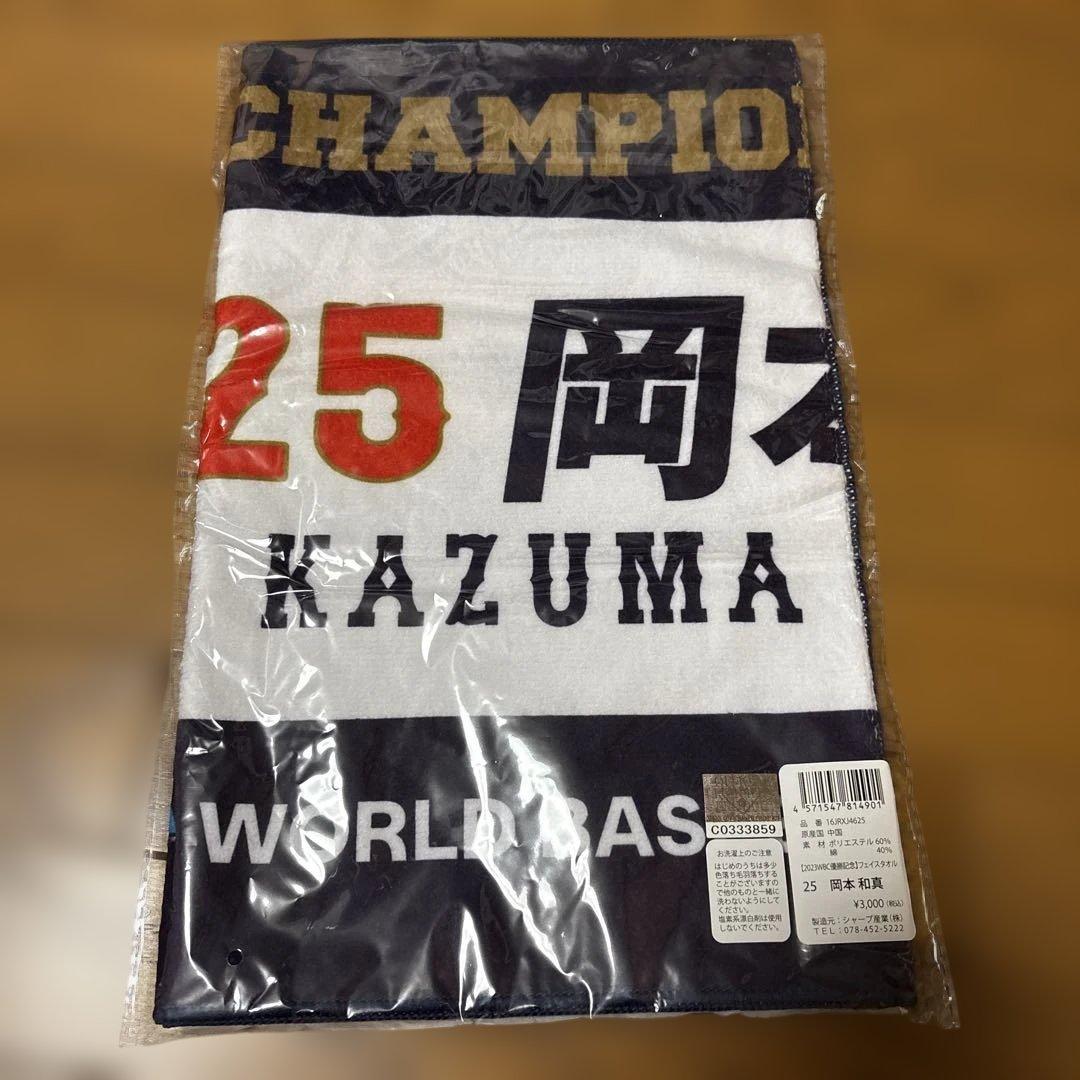 CHAMPIO
25 岡本
KAZUMA
WORLD BAS
C0333859
お洗濯上のご注意
はじめのうちは多少
色落ち毛羽落ちする
ことがございますの
で他のものと一緒に
洗わないようにして
ください。
塩素系漂白剤は使用
しないでください。
4 571547 814901
品 番 16JRXJ4625
原産国 中国
素 材 ポリエステル 60%
綿 40%
【2023WBC優勝記念】フェイスタオル
25 岡本 和真
¥3,000(税込)
製造元：シャープ産業(株)
TEL：078-452-5222